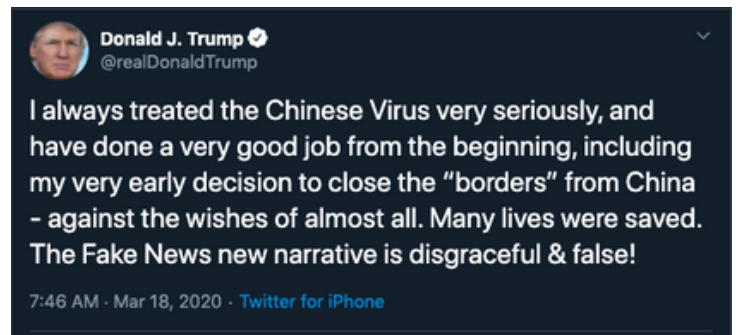 Donald J. Trump
@realDonaldTrump
I always treated the Chinese Virus very seriously, and
have done a very good job from the beginning, including
my very early decision to close the “borders” from China
- against the wishes of almost all. Many lives were saved.
The Fake News new narrative is disgraceful & false!
7:46 AM · Mar 18, 2020 · Twitter for iPhone